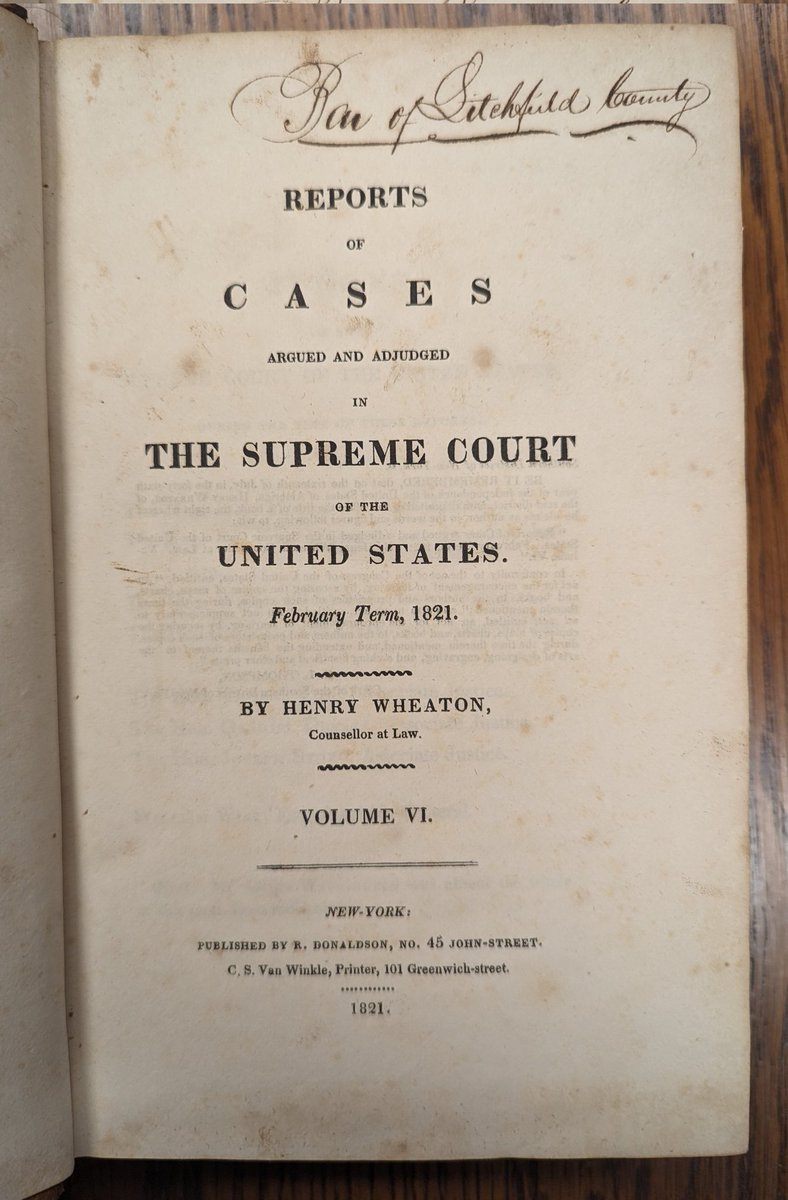 Bar of Litchfield County
REPORTS
OF
CASES
ARGUED AND ADJUDGED
IN
THE SUPREME COURT
OF THE
UNITED STATES.
February Term, 1821.
BY HENRY WHEATON,
Counsellor at Law.
VOLUME VI.
NEW-YORK:
PUBLISHED BY R. DONALDSON, NO. 45 JOHN-STREET.
C. S. Van Winkle, Printer, 101 Greenwich-street.
1821.